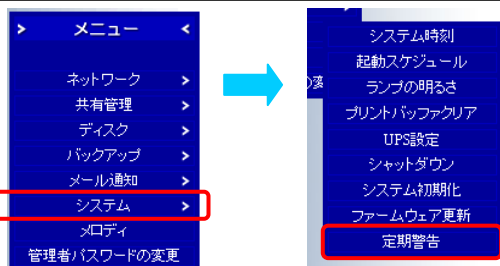 > メニュー <
ネットワーク >
共有管理 >
ディスク >
バックアップ >
メール通知 >
システム >
メロディ
管理者パスワードの変更
システム時刻
起動スケジュール
ランプの明るさ
プリントバッファクリア
UPS設定
シャットダウン
システム初期化
ファームウェア更新
定期警告